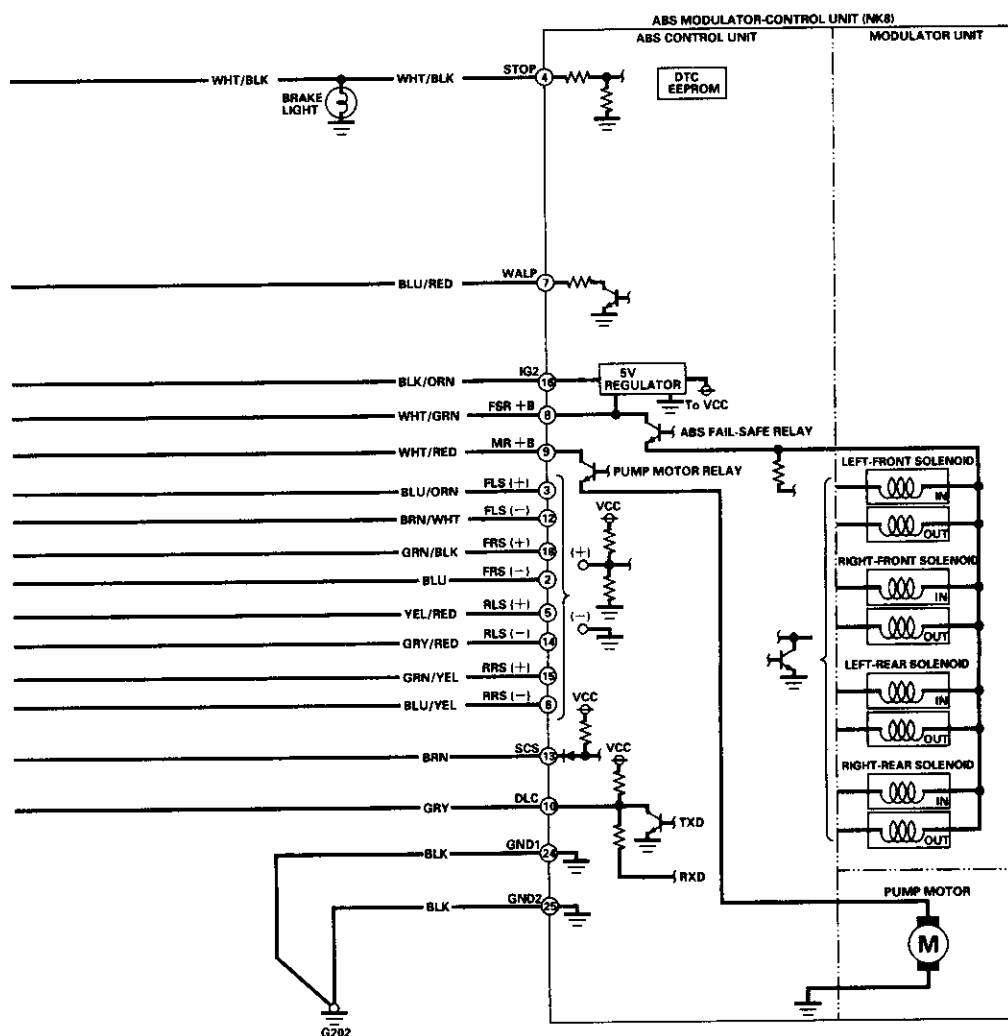 ABS MODULATOR-CONTROL UNIT (NK8)
ABS CONTROL UNIT
MODULATOR UNIT
WHT/BLK
WHT/BLK
STOP
4
BRAKE
LIGHT
DTC
EEPROM
BLU/RED
WALP
7
BLK/ORN
IG2
16
5V
REGULATOR
To VCC
WHT/GRN
FSR +B
8
ABS FAIL-SAFE RELAY
WHT/RED
MR +B
9
PUMP MOTOR RELAY
BLU/ORN
FLS (+)
3
BRN/WHT
FLS (−)
12
GRN/BLK
FRS (+)
18
BLU
FRS (−)
2
YEL/RED
RLS (+)
5
GRY/RED
RLS (−)
14
GRN/YEL
RRS (+)
15
BLU/YEL
RRS (−)
6
VCC
(+)
(−)
LEFT-FRONT SOLENOID
IN
OUT
RIGHT-FRONT SOLENOID
IN
OUT
LEFT-REAR SOLENOID
IN
OUT
RIGHT-REAR SOLENOID
IN
OUT
VCC
BRN
SCS
13
VCC
GRY
DLC
10
TXD
RXD
BLK
GND1
24
BLK
GND2
25
PUMP MOTOR
M
G202